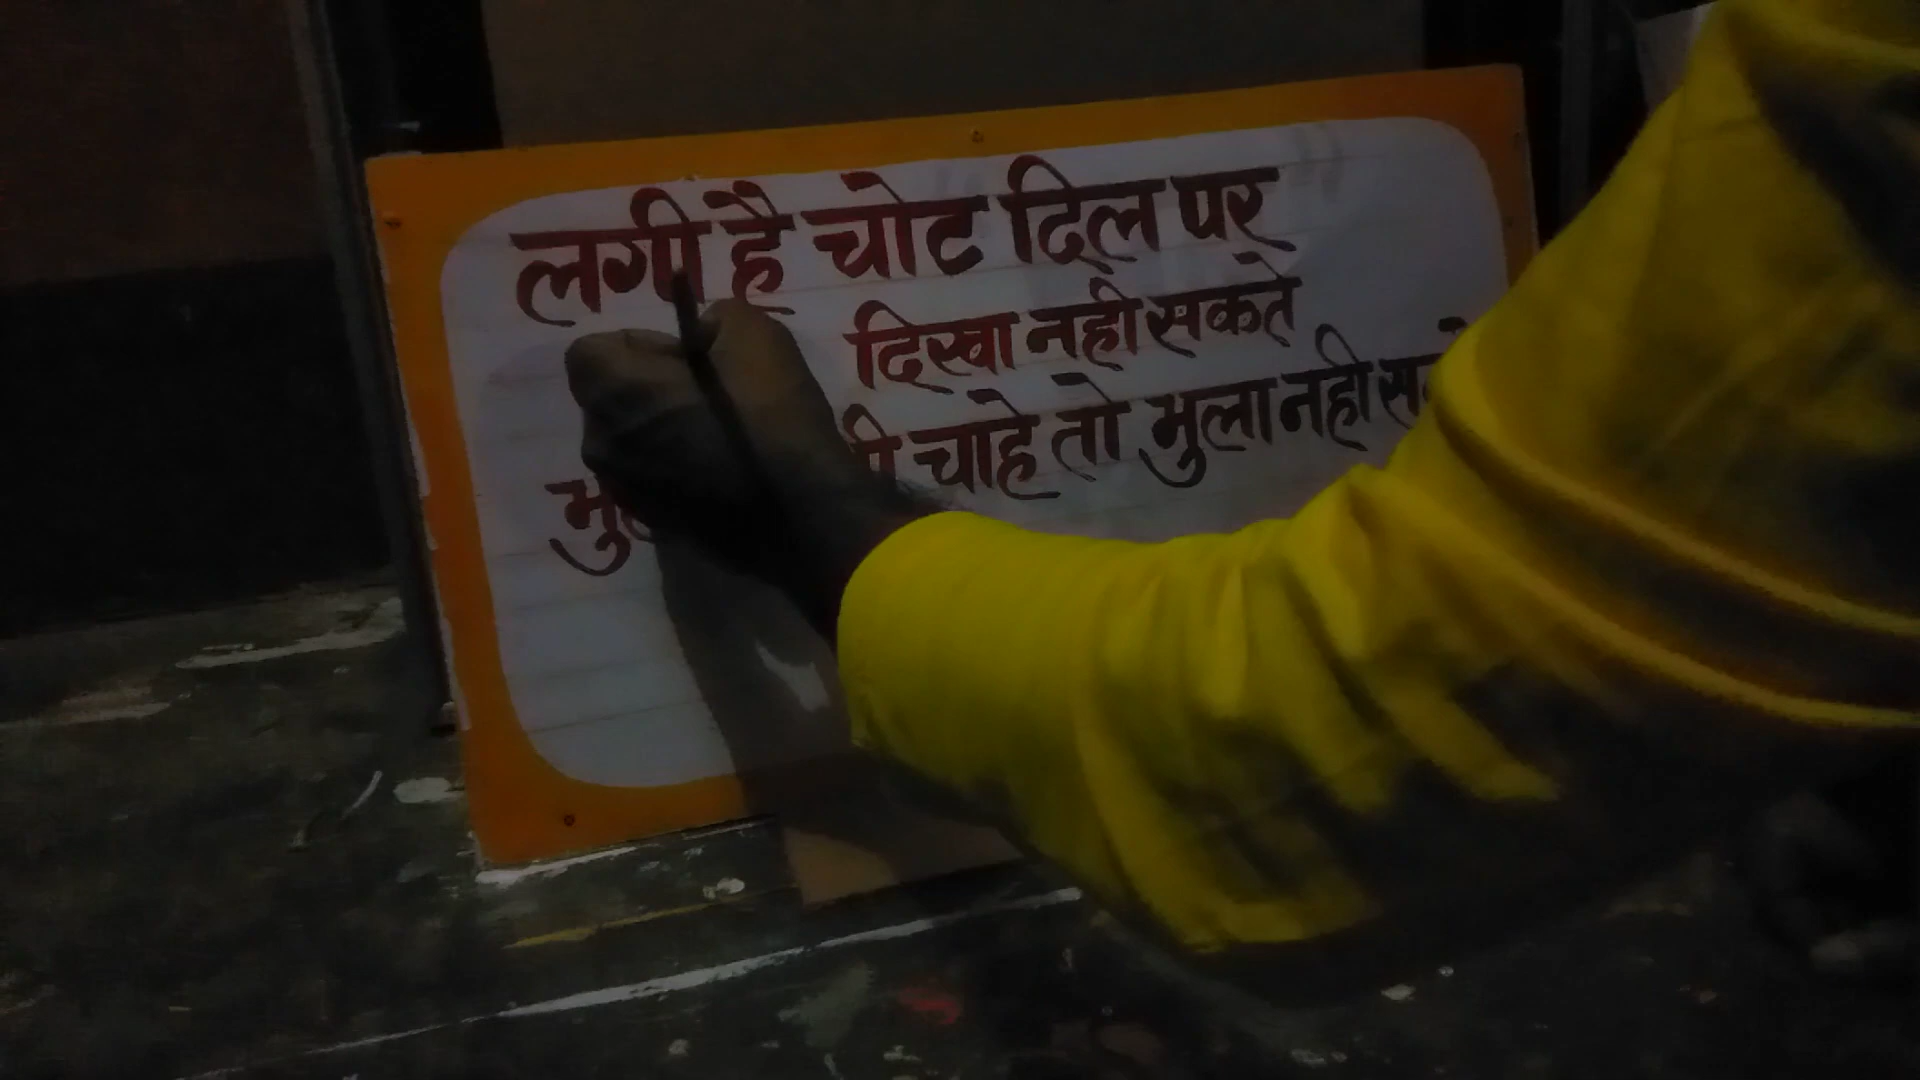 लगी है चोट दिल पर
दिखा नही सकते
चाहे तो भुला नही